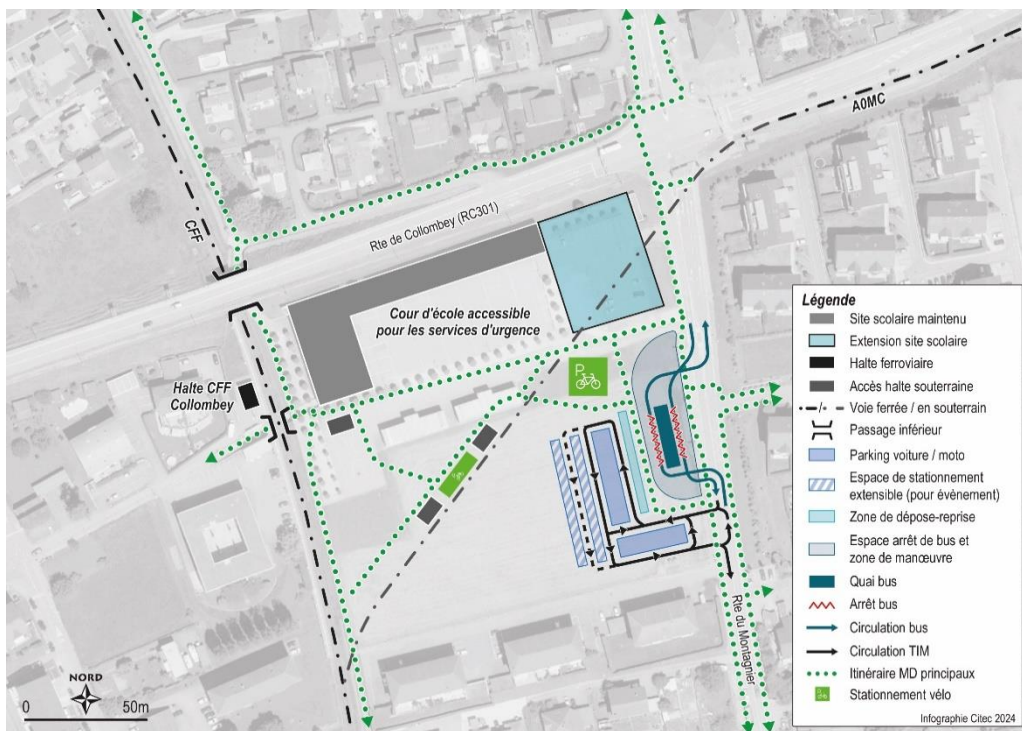 CFF
A0MC
Rte de Collombey (RC301)
Cour d'école accessible
pour les services d'urgence
Halte CFF
Collombey
P
Rte du Montagnier
NORD
0 50m
Légende
Site scolaire maintenu
Extension site scolaire
Halte ferroviaire
Accès halte souterraine
Voie ferrée / en souterrain
Passage inférieur
Parking voiture / moto
Espace de stationnement
extensible (pour évènement)
Zone de dépose-reprise
Espace arrêt de bus et
zone de manœuvre
Quai bus
Arrêt bus
Circulation bus
Circulation TIM
Itinéraire MD principaux
Stationnement vélo
Infographie Citec 2024